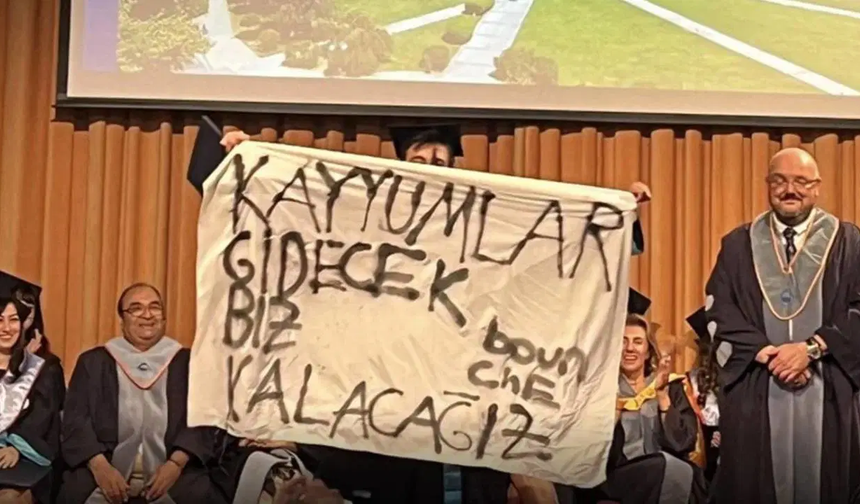 KAYYUMLAR
GİDECEK
BİZ
KALACAĞIZ
boun
ChE